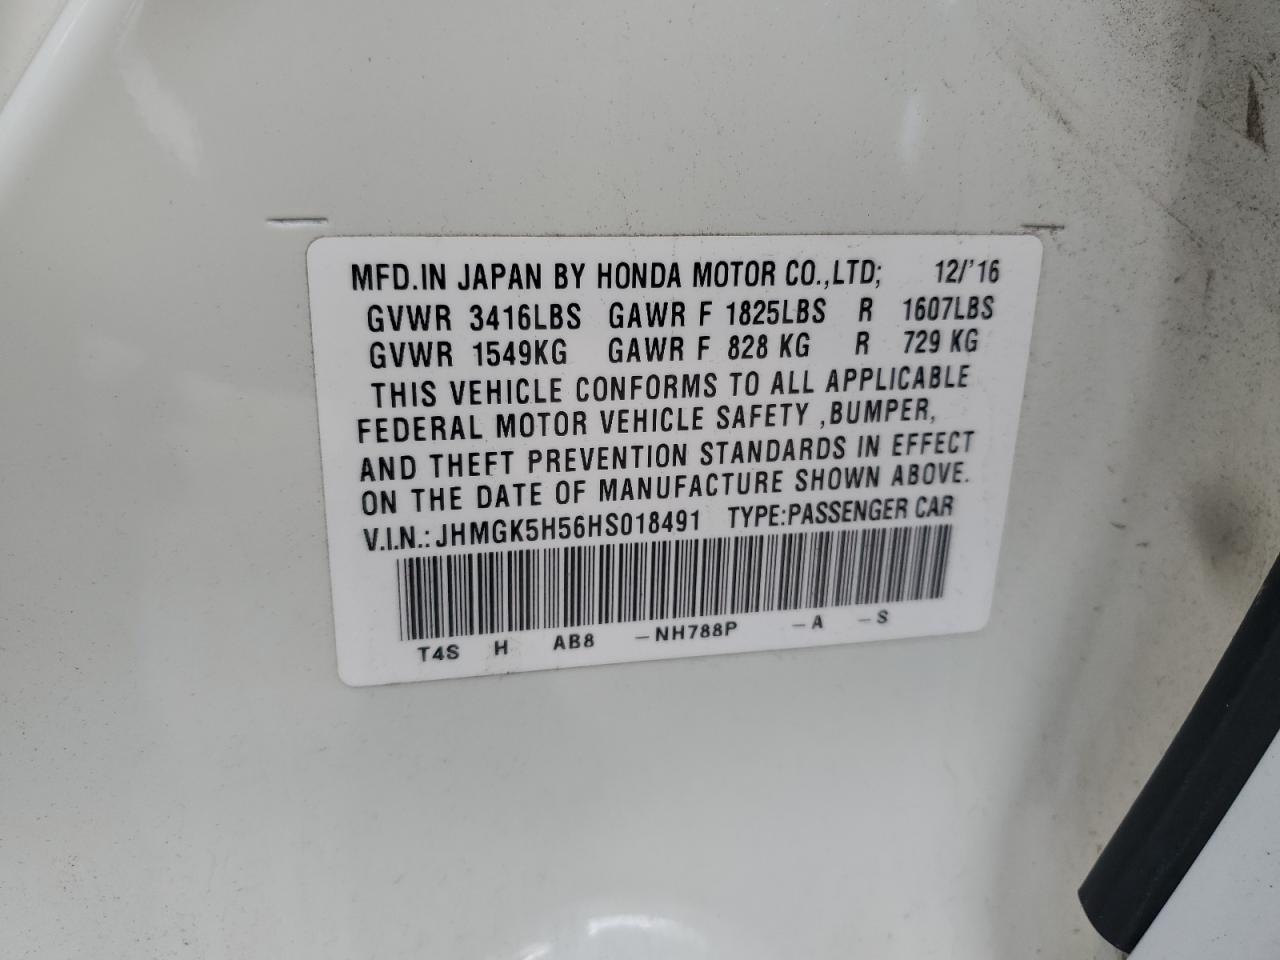 MFD.IN JAPAN BY HONDA MOTOR CO.,LTD; 12/'16
GVWR 3416LBS GAWR F 1825LBS R 1607LBS
GVWR 1549KG GAWR F 828 KG R 729 KG
THIS VEHICLE CONFORMS TO ALL APPLICABLE
FEDERAL MOTOR VEHICLE SAFETY ,BUMPER,
AND THEFT PREVENTION STANDARDS IN EFFECT
ON THE DATE OF MANUFACTURE SHOWN ABOVE.
V.I.N.: JHMGK5H56HS018491 TYPE:PASSENGER CAR
T4S H AB8 -NH788P -A -S